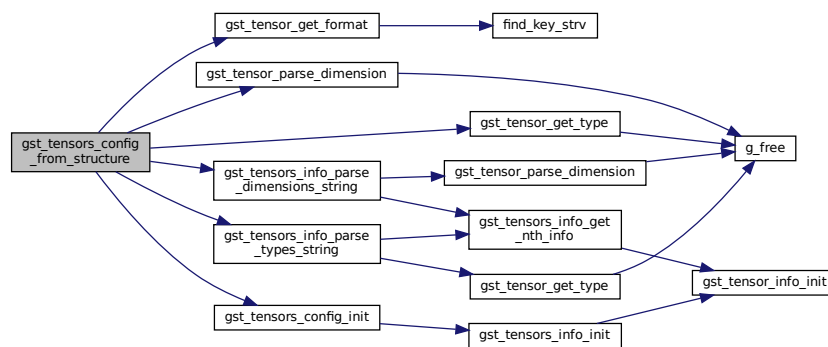 gst_tensor_get_format
find_key_strv
gst_tensor_parse_dimension
gst_tensor_get_type
g_free
gst_tensors_config
_from_structure
gst_tensors_info_parse
_dimensions_string
gst_tensor_parse_dimension
gst_tensors_info_get
_nth_info
gst_tensors_info_parse
_types_string
gst_tensor_get_type
gst_tensor_info_init
gst_tensors_config_init
gst_tensors_info_init